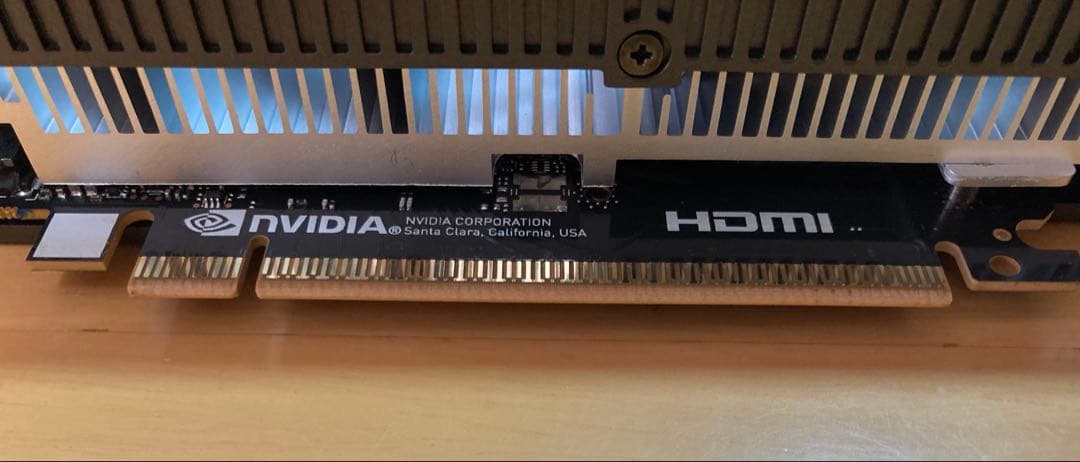 NVIDIA®
NVIDIA CORPORATION
Santa Clara, California, USA
HDMI